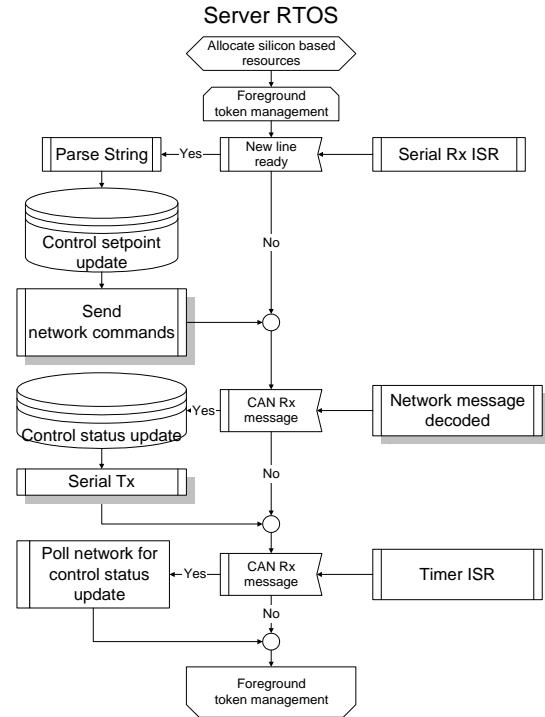 Server RTOS
Allocate silicon based
resources
Foreground
token management
Parse String
Yes
New line
ready
Serial Rx ISR
Control setpoint
update
No
Send
network commands
Control status update
Yes
CAN Rx
message
Network message
decoded
No
Serial Tx
Poll network for
control status
update
Yes
CAN Rx
message
Timer ISR
No
Foreground
token management